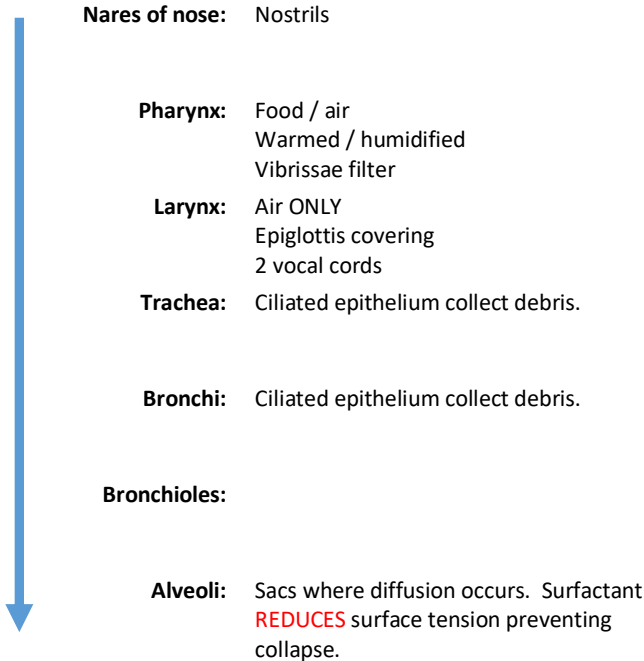 Nares of nose: Nostrils
Pharynx: Food / air
Warmed / humidified
Vibrissae filter
Larynx: Air ONLY
Epiglottis covering
2 vocal cords
Trachea: Ciliated epithelium collect debris.
Bronchi: Ciliated epithelium collect debris.
Bronchioles:
Alveoli: Sacs where diffusion occurs. Surfactant
REDUCES surface tension preventing
collapse.